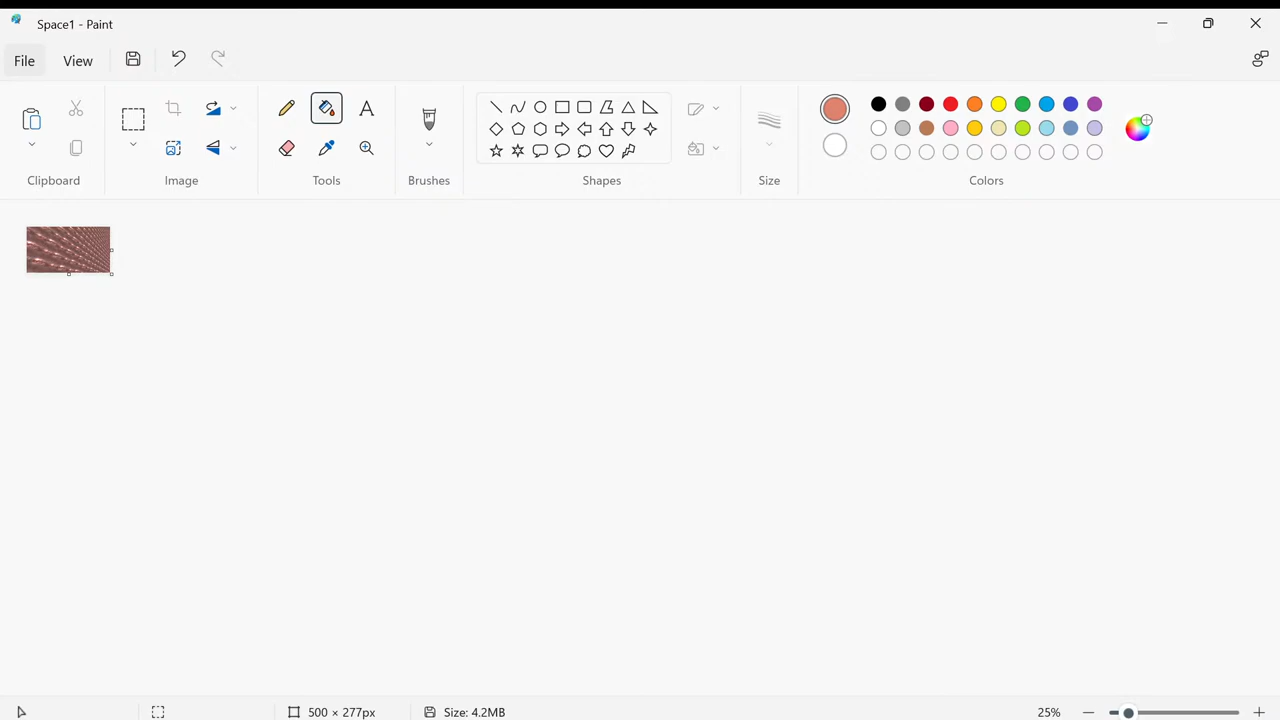 Space1 - Paint
File View
A
Clipboard Image Tools Brushes Shapes Size Colors
500 × 277px Size: 4.2MB 25%